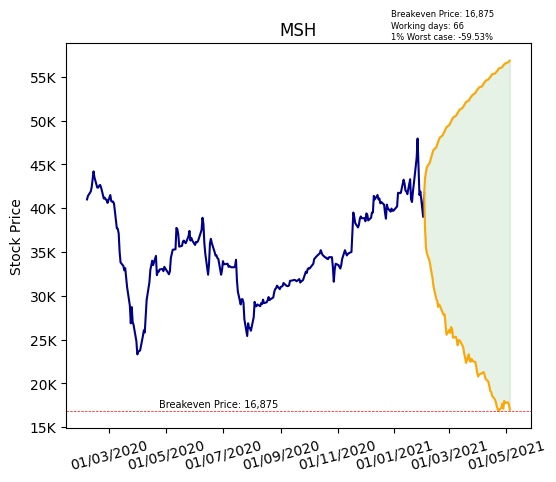 Breakeven Price: 16,875
Working days: 66
1% Worst case: -59.53%
MSH
Stock Price
55K
50K
45K
40K
35K
30K
25K
20K
15K
Breakeven Price: 16,875
01/03/2020 01/05/2020 01/07/2020 01/09/2020 01/11/2020 01/01/2021 01/03/2021 01/05/2021